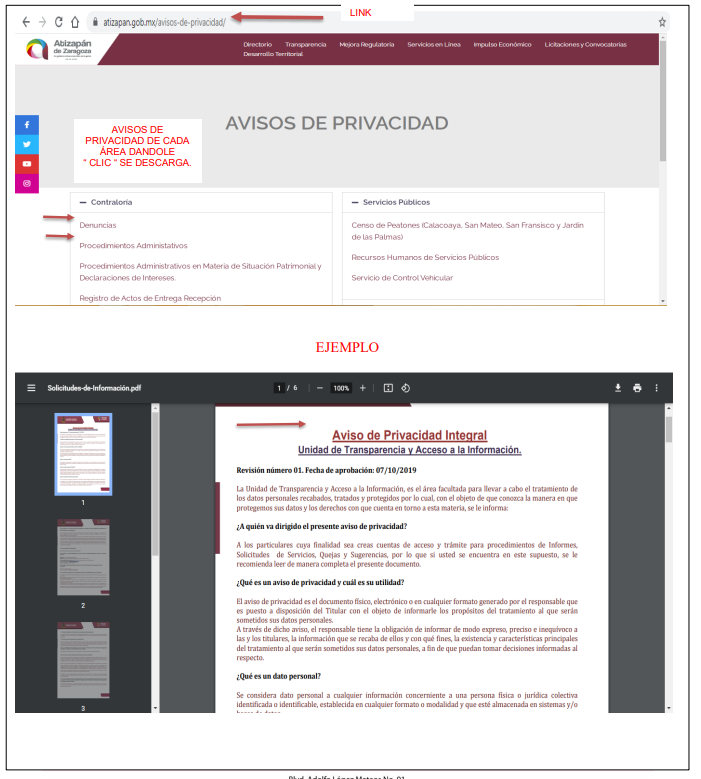 LINK
atizapan.gob.mx/avisos-de-privacidad/
Atizapán
de Zaragoza
Directorio Transparencia Mejora Regulatoria Servicios en Línea Impulso Económico Licitaciones y Convocatorias
Desarrollo Territorial
AVISOS DE PRIVACIDAD
AVISOS DE
PRIVACIDAD DE CADA
ÁREA DANDOLE
“ CLIC “ SE DESCARGA.
— Contraloría
Denuncias
Procedimientos Administativos
Procedimientos Administrativos en Materia de Situación Patrimonial y
Declaraciones de Intereses.
Registro de Actos de Entrega Recepción
— Servicios Públicos
Censo de Peatones (Calacoaya, San Mateo, San Fransisco y Jardin
de las Palmas)
Recursos Humanos de Servicios Públicos
Servicio de Control Vehicular
EJEMPLO
Solicitudes-de-Información.pdf
1 / 6 | — 100% + |
1
2
3
Aviso de Privacidad Integral
Unidad de Transparencia y Acceso a la Información.
Revisión número 01. Fecha de aprobación: 07/10/2019
La Unidad de Transparencia y Acceso a la Información, es el área facultada para llevar a cabo el tratamiento de
los datos personales recabados, tratados y protegidos por lo cual, con el objeto de que conozca la manera en que
protegemos sus datos y los derechos con que cuenta en torno a esta materia, se le informa:
¿A quién va dirigido el presente aviso de privacidad?
A los particulares cuya finalidad sea creas cuentas de acceso y trámite para procedimientos de Informes,
Solicitudes de Servicios, Quejas y Sugerencias, por lo que si usted se encuentra en este supuesto, se le
recomienda leer de manera completa el presente documento.
¿Qué es un aviso de privacidad y cuál es su utilidad?
El aviso de privacidad es el documento físico, electrónico o en cualquier formato generado por el responsable que
es puesto a disposición del Titular con el objeto de informarle los propósitos del tratamiento al que serán
sometidos sus datos personales.
A través de dicho aviso, el responsable tiene la obligación de informar de modo expreso, preciso e inequívoco a
las y los titulares, la información que se recaba de ellos y con qué fines, la existencia y características principales
del tratamiento al que serán sometidos sus datos personales, a fin de que puedan tomar decisiones informadas al
respecto.
¿Qué es un dato personal?
Se considera dato personal a cualquier información concerniente a una persona física o jurídica colectiva
identificada o identificable, establecida en cualquier formato o modalidad y que esté almacenada en sistemas y/o